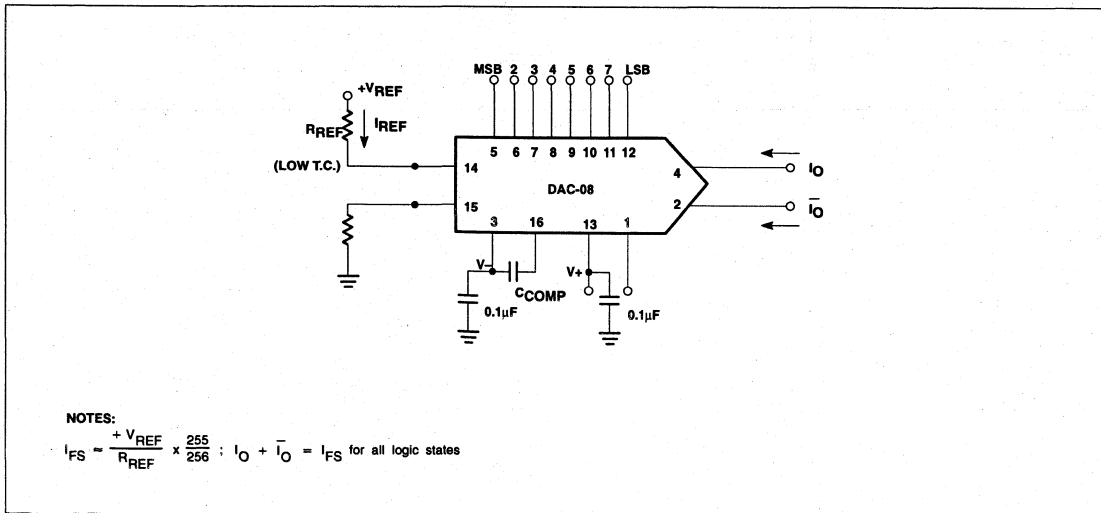 MSB 2 3 4 5 6 7 LSB
+VREF
RREF
IREF
(LOW T.C.)
5 6 7 8 9 10 11 12
14
4
IO
DAC-08
15
2
I̅O
3 16 13 1
V–
V+
CCOMP
0.1μF
0.1μF
NOTES:
IFS ≈ + VREF / RREF x 255 / 256 ; IO + I̅O = IFS for all logic states